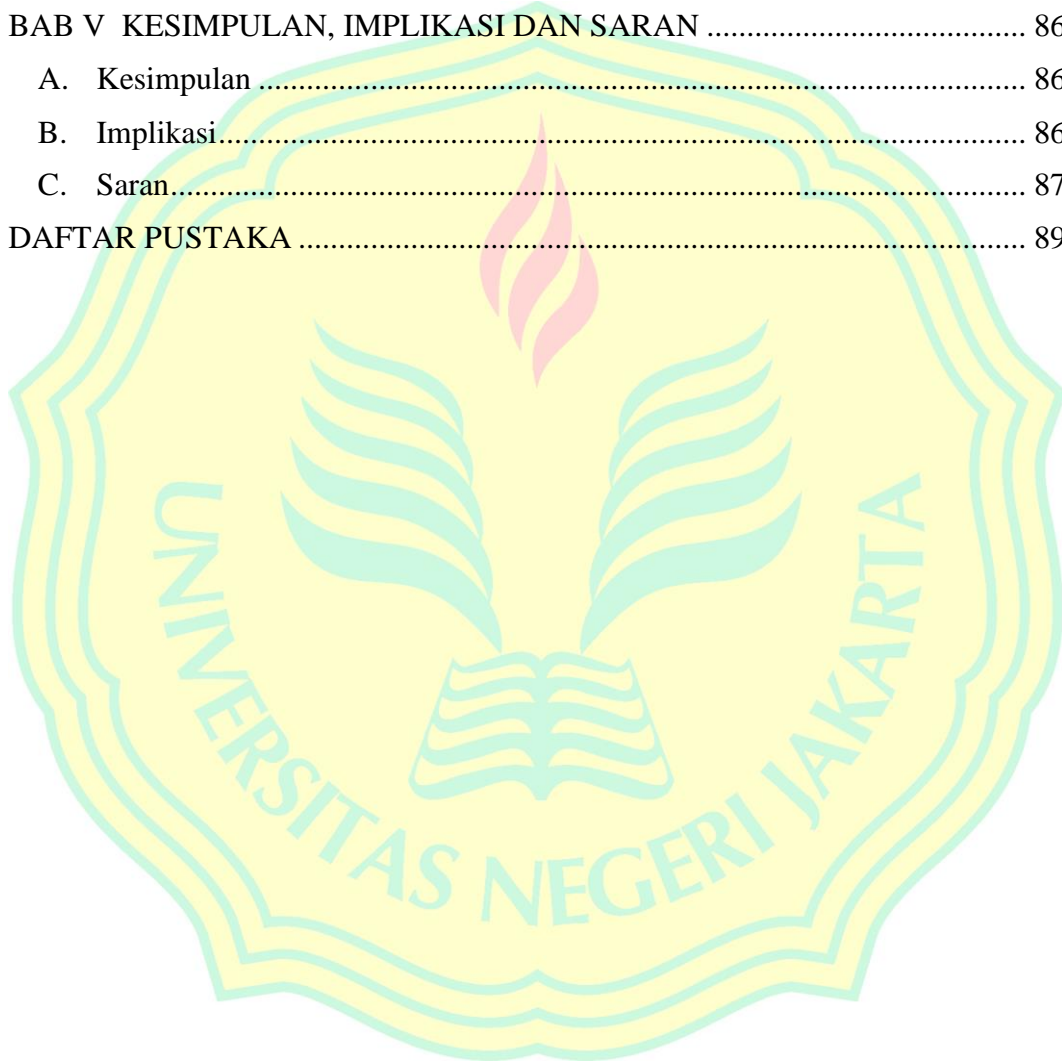 BAB V  KESIMPULAN, IMPLIKASI DAN SARAN ........................................ 86
A. Kesimpulan ................................................................................................ 86
B. Implikasi..................................................................................................... 86
C. Saran........................................................................................................... 87
DAFTAR PUSTAKA ........................................................................................... 89
UNIVERSITAS NEGERI JAKARTA